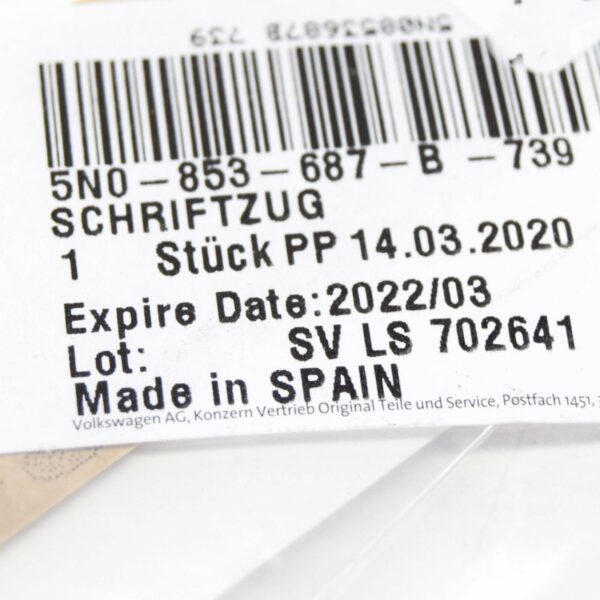 5N0853687B 739
5N0-853-687-B -739
SCHRIFTZUG
1 Stück PP 14.03.2020
Expire Date:2022/03
Lot: SV LS 702641
Made in SPAIN
Volkswagen AG, Konzern Vertrieb Original Teile und Service, Postfach 1451,